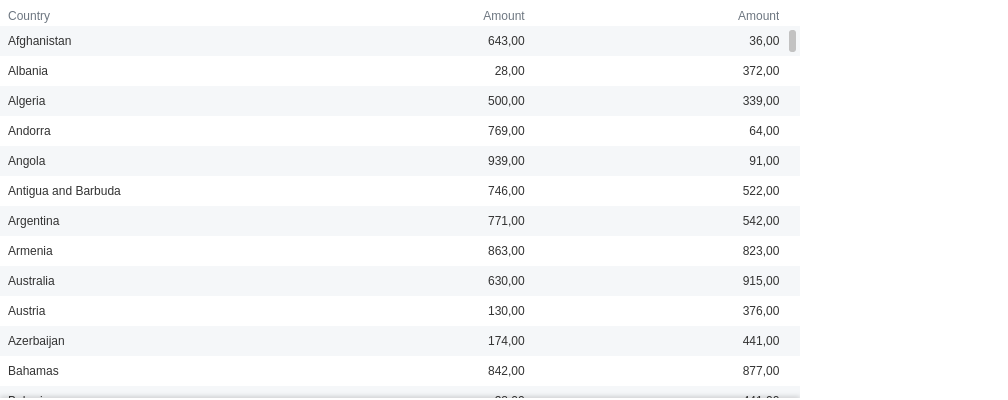 Country Amount Amount
Afghanistan 643,00 36,00
Albania 28,00 372,00
Algeria 500,00 339,00
Andorra 769,00 64,00
Angola 939,00 91,00
Antigua and Barbuda 746,00 522,00
Argentina 771,00 542,00
Armenia 863,00 823,00
Australia 630,00 915,00
Austria 130,00 376,00
Azerbaijan 174,00 441,00
Bahamas 842,00 877,00